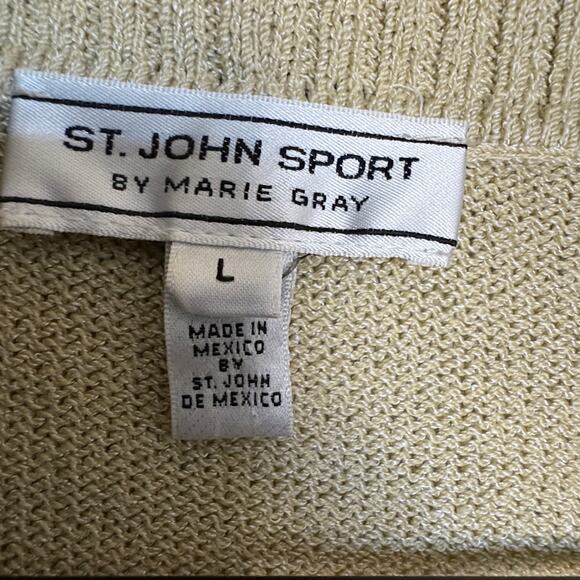 ST. JOHN SPORT
BY MARIE GRAY
L
MADE IN
MEXICO
BY
ST. JOHN
DE MEXICO